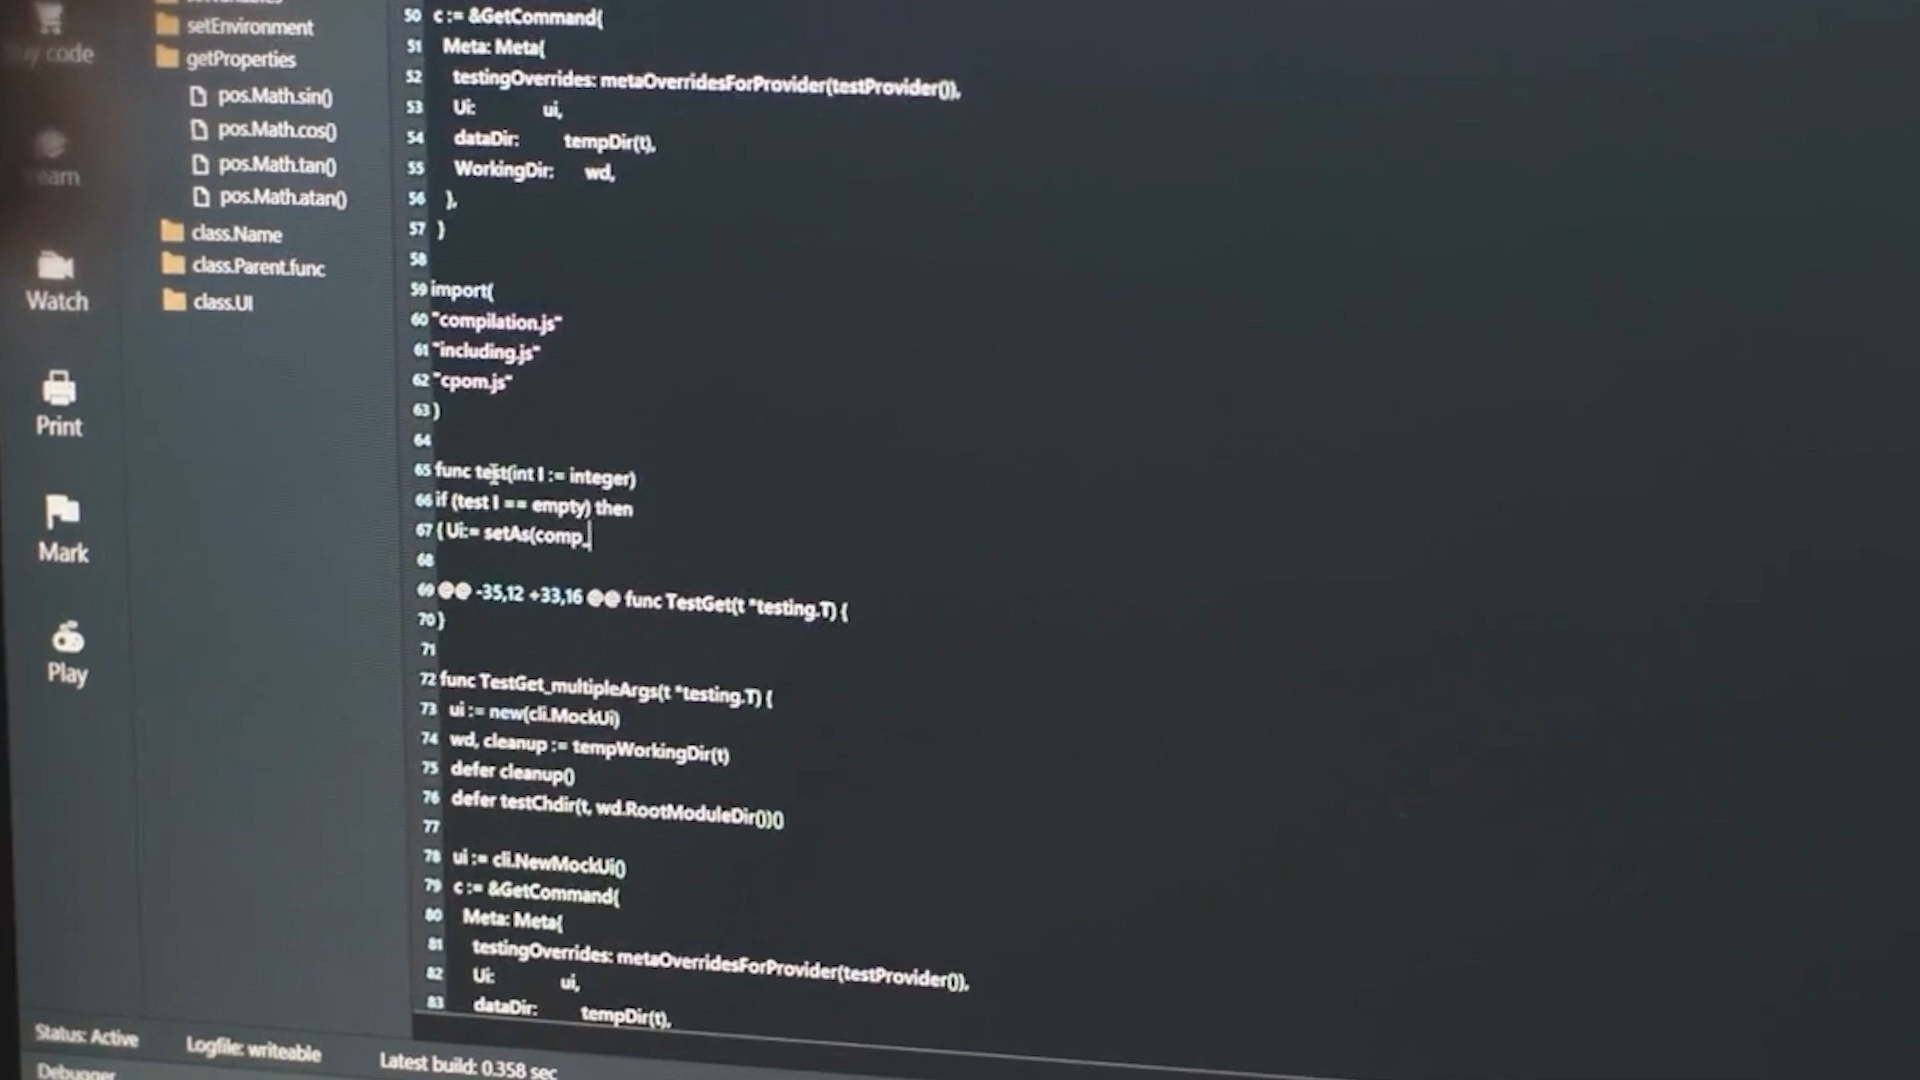 code
Watch
Print
Mark
Play
setEnvironment
getProperties
pos.Math.sin()
pos.Math.cos()
pos.Math.tan()
pos.Math.atan()
class.Name
class.Parent.func
class.UI
50 c := &GetCommand{
51 Meta: Meta{
52 testingOverrides: metaOverridesForProvider(testProvider()),
53 Ui: ui,
54 dataDir: tempDir(t),
55 WorkingDir: wd,
56 },
57 }
58
59 import(
60 "compilation.js"
61 "including.js"
62 "cpom.js"
63 )
64
65 func test(int I := integer)
66 if (test I == empty) then
67 { Ui:= setAs(comp_
68
69 @@ -35,12 +33,16 @@ func TestGet(t *testing.T) {
70 }
71
72 func TestGet_multipleArgs(t *testing.T) {
73 ui := new(cli.MockUi)
74 wd, cleanup := tempWorkingDir(t)
75 defer cleanup()
76 defer testChdir(t, wd.RootModuleDir())()
77
78 ui := cli.NewMockUi()
79 c := &GetCommand{
80 Meta: Meta{
81 testingOverrides: metaOverridesForProvider(testProvider()),
82 Ui: ui,
83 dataDir: tempDir(t),
Status: Active Logfile: writeable Latest build: 0.358 sec
Debugger